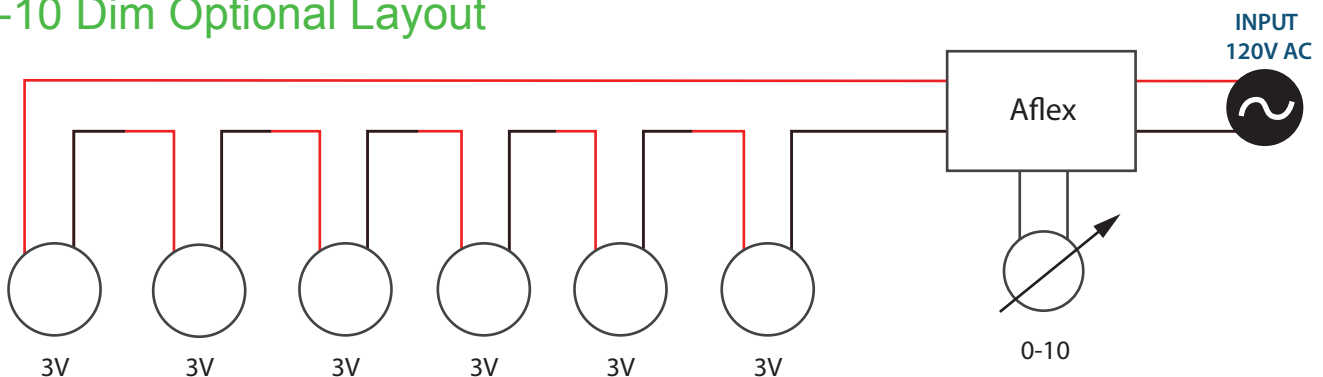 -10 Dim Optional Layout
INPUT
120V AC
Aflex
0-10
3V 3V 3V 3V 3V 3V